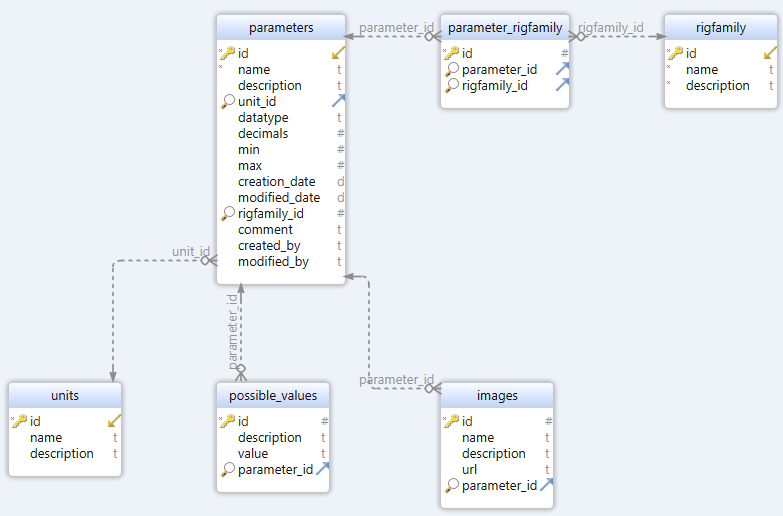 parameters
id
name t
description t
unit_id
datatype t
decimals #
min #
max #
creation_date d
modified_date d
rigfamily_id #
comment t
created_by t
modified_by t
parameter_id
parameter_rigfamily
id #
parameter_id
rigfamily_id
rigfamily_id
rigfamily
id
name t
description t
unit_id
parameter_id
parameter_id
units
id
name t
description t
possible_values
id #
description t
value t
parameter_id
images
id #
name t
description t
url t
parameter_id